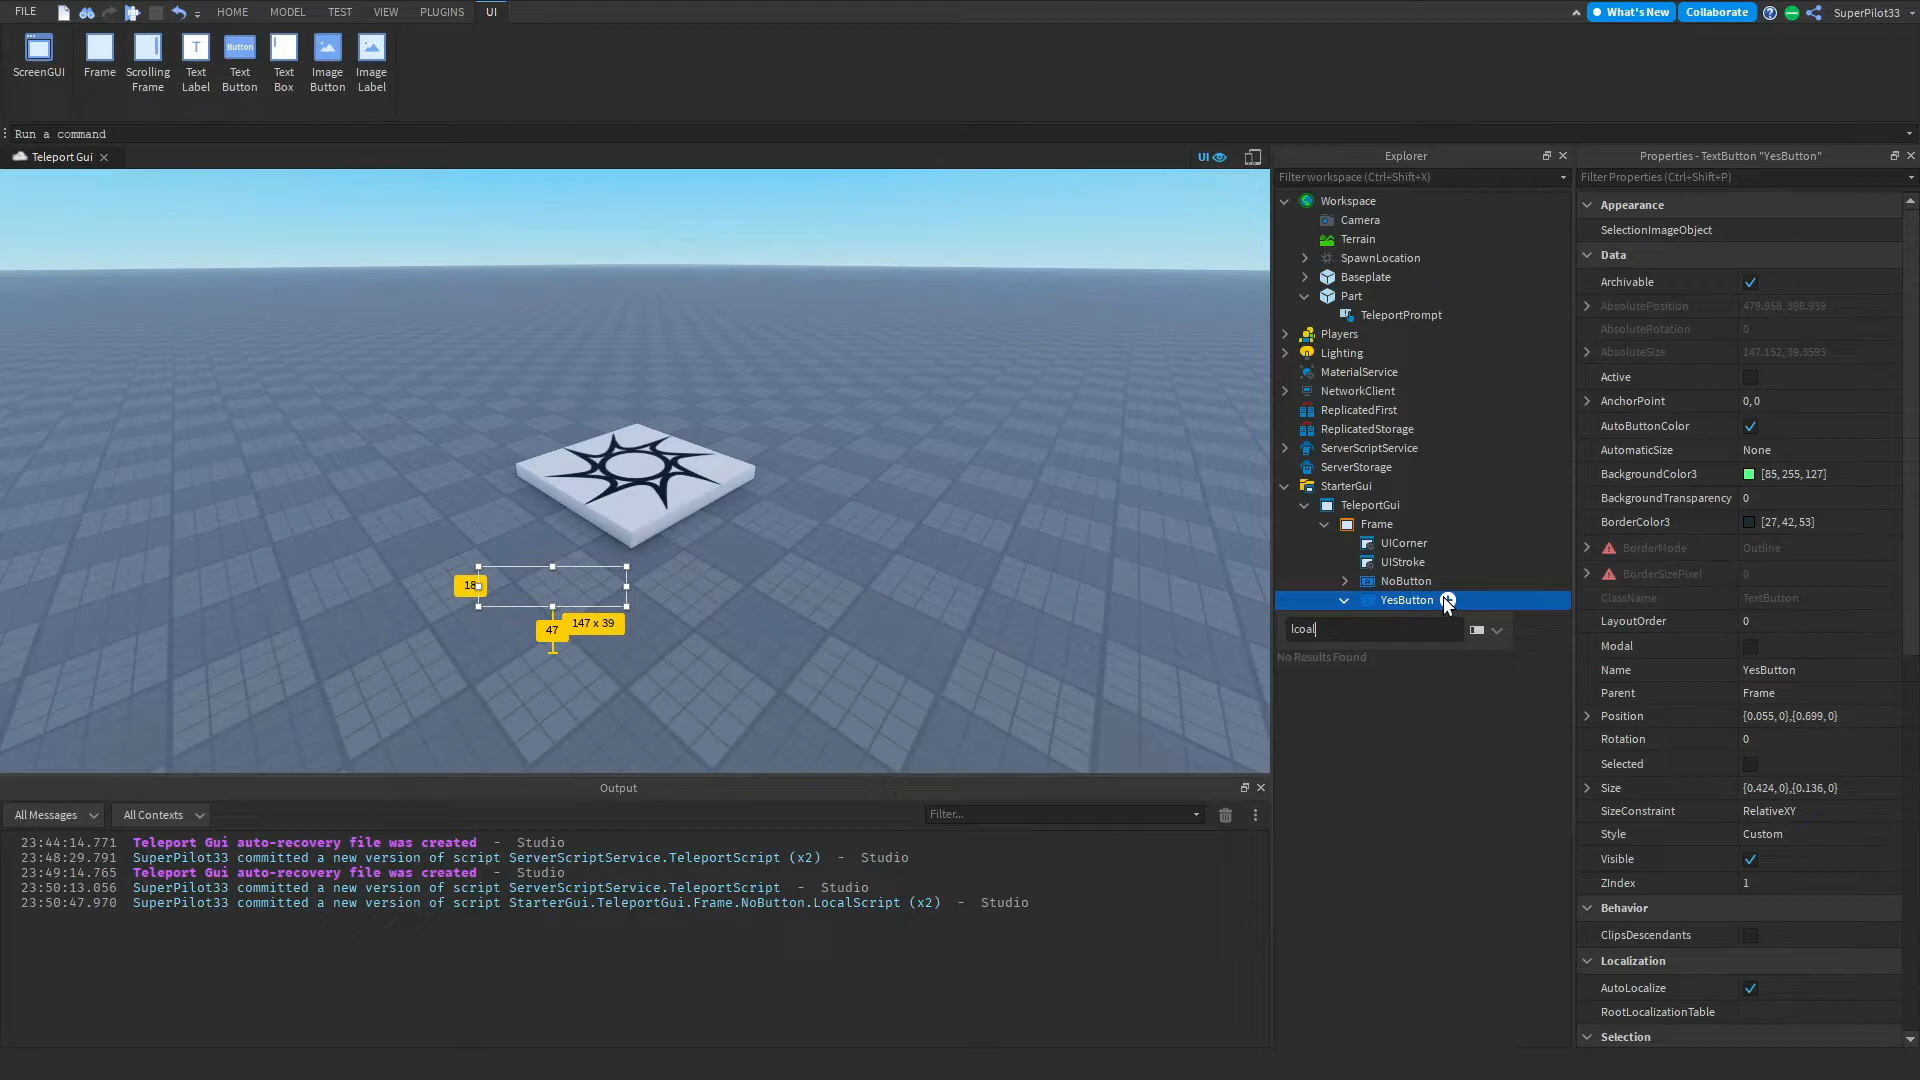 FILE HOME MODEL TEST VIEW PLUGINS UI What's New Collaborate SuperPilot33
ScreenGUI Frame Scrolling Frame T Text Label Button Text Button Text Box Image Button Image Label
Run a command
Teleport Gui
UI
18
147 x 39
47
Explorer
Filter workspace (Ctrl+Shift+X)
Workspace
Camera
Terrain
SpawnLocation
Baseplate
Part
TeleportPrompt
Players
Lighting
MaterialService
NetworkClient
ReplicatedFirst
ReplicatedStorage
ServerScriptService
ServerStorage
StarterGui
TeleportGui
Frame
UICorner
UIStroke
NoButton
YesButton
lcoal
No Results Found
Properties - TextButton "YesButton"
Filter Properties (Ctrl+Shift+P)
Appearance
SelectionImageObject
Data
Archivable
AbsolutePosition 479.958, 398.939
AbsoluteRotation 0
AbsoluteSize 147.152, 39.3593
Active
AnchorPoint 0, 0
AutoButtonColor
AutomaticSize None
BackgroundColor3 [85, 255, 127]
BackgroundTransparency 0
BorderColor3 [27, 42, 53]
BorderMode Outline
BorderSizePixel 0
ClassName TextButton
LayoutOrder 0
Modal
Name YesButton
Parent Frame
Position {0.055, 0},{0.699, 0}
Rotation 0
Selected
Size {0.424, 0},{0.136, 0}
SizeConstraint RelativeXY
Style Custom
Visible
ZIndex 1
Behavior
ClipsDescendants
Localization
AutoLocalize
RootLocalizationTable
Selection
Output
All Messages All Contexts Filter...
23:44:14.771 Teleport Gui auto-recovery file was created - Studio
23:48:29.791 SuperPilot33 committed a new version of script ServerScriptService.TeleportScript (x2) - Studio
23:49:14.765 Teleport Gui auto-recovery file was created - Studio
23:50:13.056 SuperPilot33 committed a new version of script ServerScriptService.TeleportScript - Studio
23:50:47.970 SuperPilot33 committed a new version of script StarterGui.TeleportGui.Frame.NoButton.LocalScript (x2) - Studio